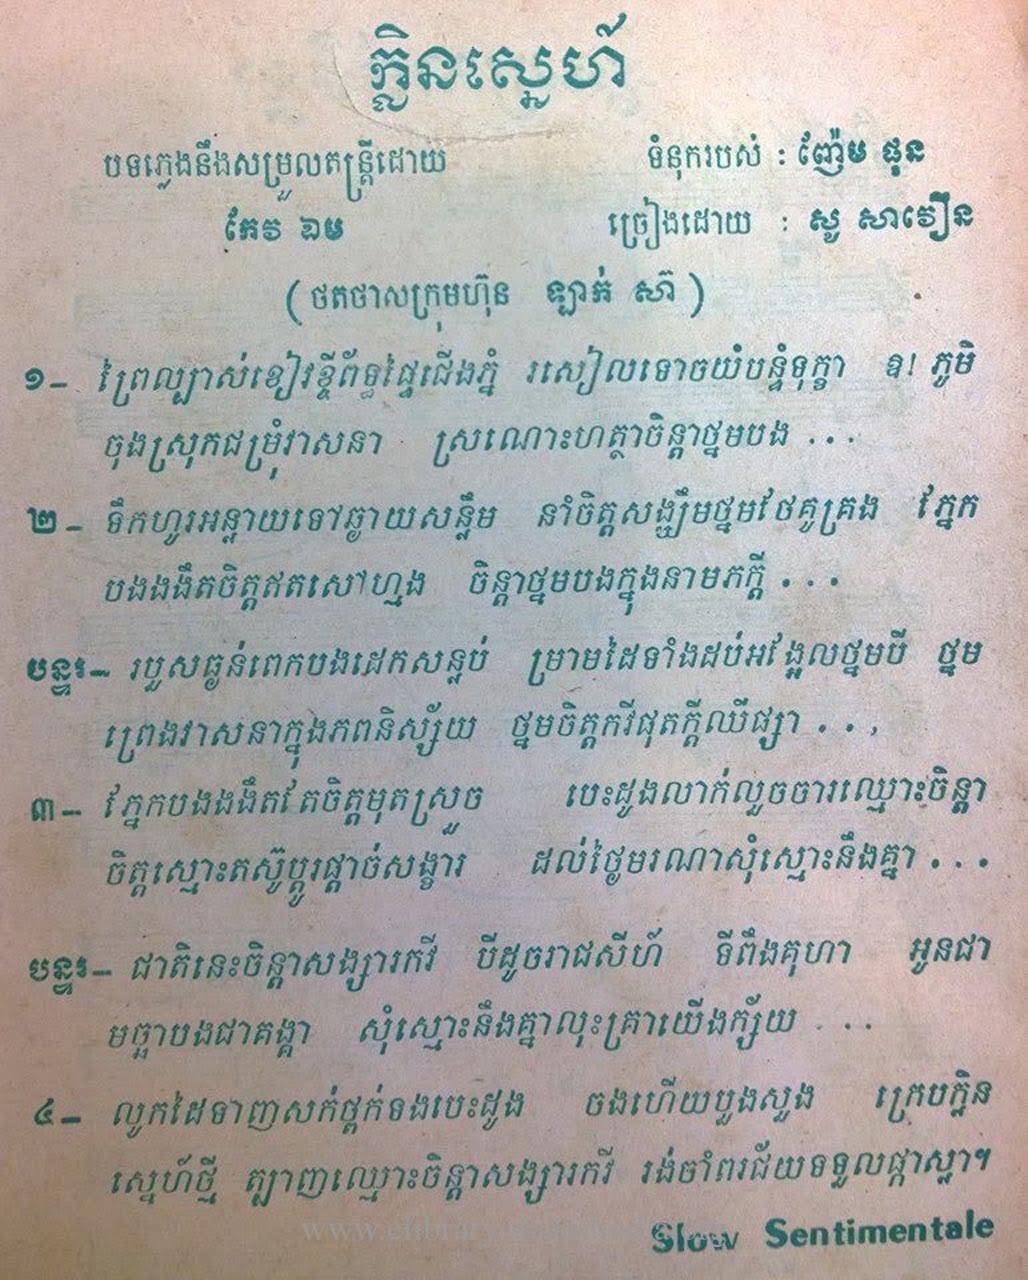 ក្លិនស្នេហ៍
បទភ្លេងនឹងសម្រួលតន្ត្រីដោយ ទំនុករបស់ : ញ៉ែម ផុន
កែវ ឯម ច្រៀងដោយ : សូ សាវឿន
( ថតថាសក្រុមហ៊ុន ឡាក់ ស៊ា )
១– ព្រៃល្បាស់ខៀវខ្ចីព័ទ្ធផ្ទៃជើងភ្នំ រសៀលទោចយំបន្ទំទុក្ខា ឱ! ភូមិ
ចុងស្រុកជម្រុំវាសនា ស្រណោះហត្ថាចិន្តាថ្នមបង . . .
២– ទឹកហូរអន្លាយទៅឆ្ងាយសន្លឹម នាំចិត្តសង្ឃឹមថ្នមថែគូគ្រង ភ្នែក
បងងងឹតចិត្តឥតសៅហ្មង ចិន្តាថ្នមបងក្នុងនាមភក្តី . . .
បន្ទរ– របួសធ្ងន់ពេកបងដេកសន្លប់ ម្រាមដៃទាំងដប់អង្អែលថ្នមបី ថ្នម
ព្រេងវាសនាក្នុងភពនិស្ស័យ ថ្នមចិត្តកវីផុតក្តីឈឺផ្សា . . ,
៣– ភ្នែកបងងងឹតតែចិត្តមុតស្រួច បេះដូងលាក់លួចចារឈ្មោះចិន្តា
ចិត្តស្មោះតស៊ូប្តូរផ្តាច់សង្ខារ ដល់ថ្ងៃមរណាសុំស្មោះនឹងគ្នា . . .
បន្ទរ– ជាតិនេះចិន្តាសង្សារកវី បីដូចរាជសីហ៍ ទីពឹងគុហា អូនជា
មច្ឆាបងជាគង្គា សុំស្មោះនឹងគ្នាលុះគ្រាយើងក្ស័យ . . .
៤– លូកដៃទាញសក់ថ្ពក់ទងបេះដូង ចងហើយបួងសួង ក្រេបក្លិន
ស្នេហ៍ថ្មី ត្បាញឈ្មោះចិន្តាសង្សារកវី រង់ចាំពរជ័យទទួលផ្កាស្លា។
Slow Sentimentale